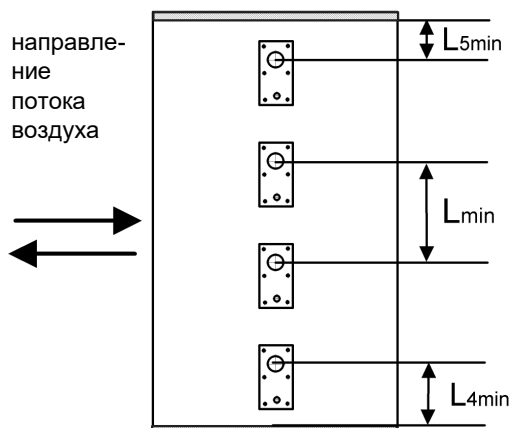 направле-
ние
потока
воздуха
L5min
Lmin
L4min